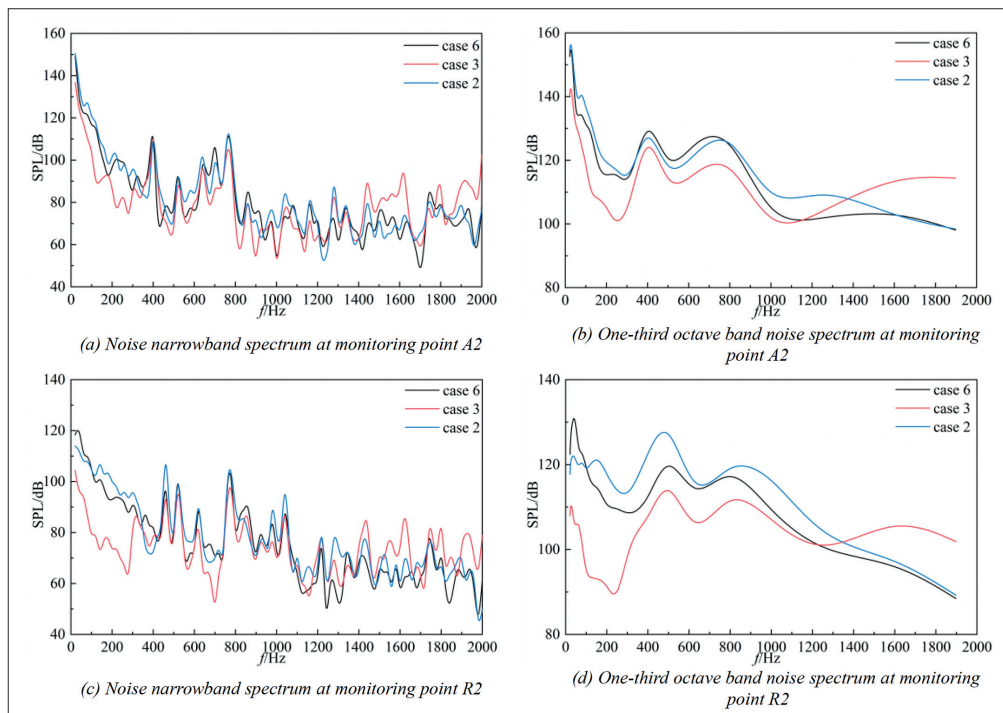 160
140
120
100
80
60
40
SPL/dB
case 6
case 3
case 2
0 200 400 600 800 1000 1200 1400 1600 1800 2000
f/Hz
(a) Noise narrowband spectrum at monitoring point A2
160
140
120
100
80
SPL/dB
case 6
case 3
case 2
0 200 400 600 800 1000 1200 1400 1600 1800 2000
f/Hz
(b) One-third octave band noise spectrum at monitoring
point A2
140
120
100
80
60
40
SPL/dB
case 6
case 3
case 2
0 200 400 600 800 1000 1200 1400 1600 1800 2000
f/Hz
(c) Noise narrowband spectrum at monitoring point R2
140
120
100
80
SPL/dB
case 6
case 3
case 2
0 200 400 600 800 1000 1200 1400 1600 1800 2000
f/Hz
(d) One-third octave band noise spectrum at monitoring
point R2